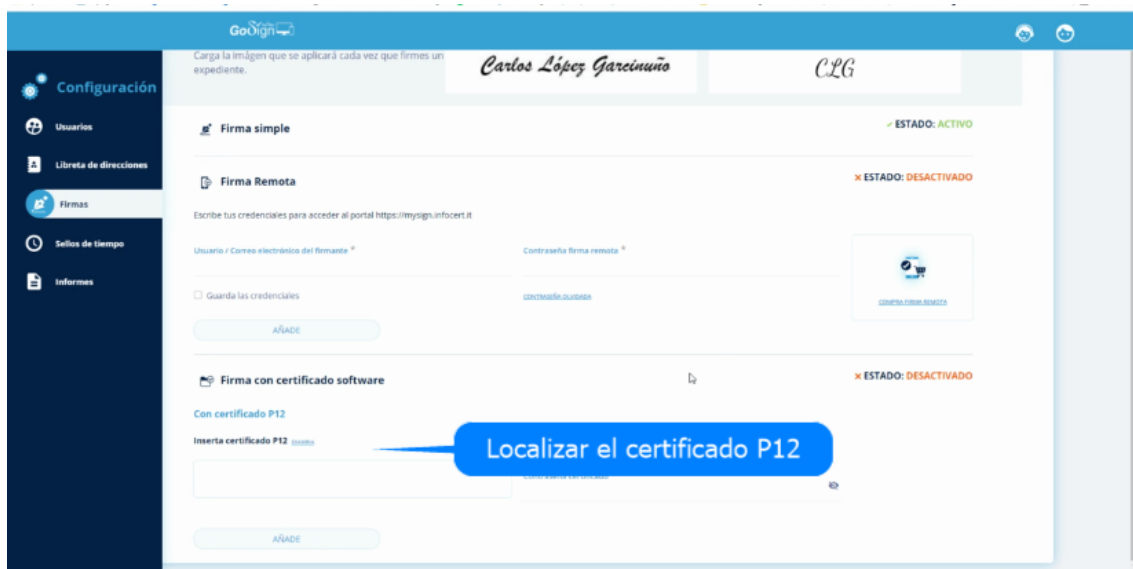 GoSign
Carga la imágen que se aplicará cada vez que firmes un
expediente.
Carlos López Garcinuño
CLG
Configuración
Usuarios
Libreta de direcciones
Firmas
Sellos de tiempo
Informes
Firma simple
ESTADO: ACTIVO
Firma Remota
ESTADO: DESACTIVADO
Escribe tus credenciales para acceder al portal https://mysign.infocert.it
Usuario / Correo electrónico del firmante *
Contraseña firma remota *
Guarda las credenciales
CONTRASEÑA OLVIDADA
COMPRA FIRMA REMOTA
AÑADE
Firma con certificado software
ESTADO: DESACTIVADO
Con certificado P12
Inserta certificado P12
Localizar el certificado P12
AÑADE